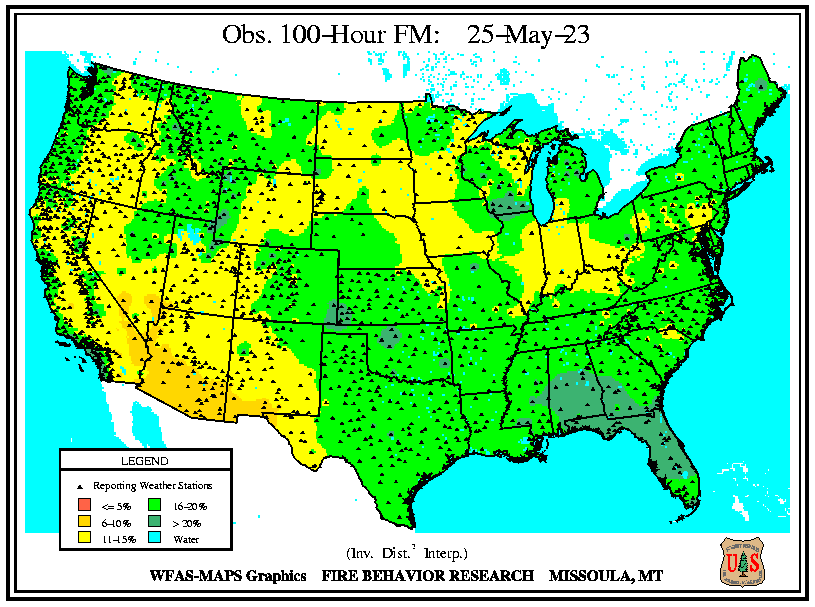 Obs. 100-Hour FM: 25-May-23
LEGEND
Reporting Weather Stations
<= 5%
16-20%
6-10%
> 20%
11-15%
Water
(Inv. Dist.² Interp.)
WFAS-MAPS Graphics FIRE BEHAVIOR RESEARCH MISSOULA, MT
U S